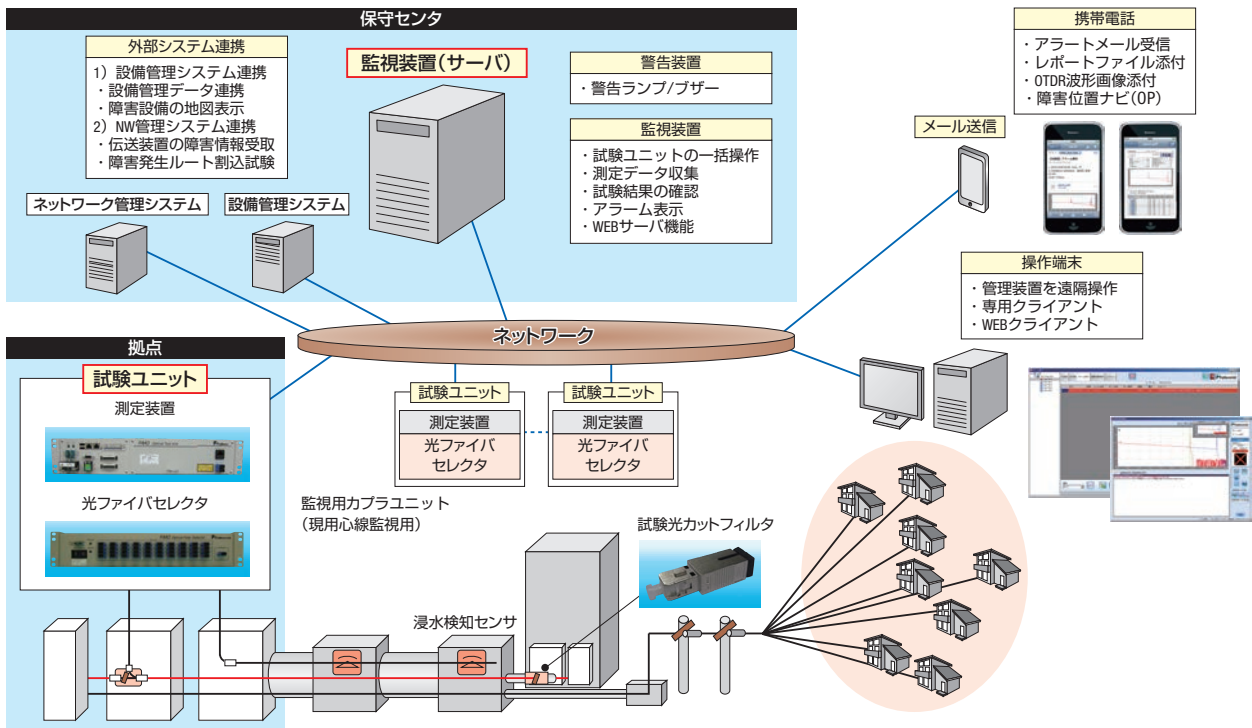 保守センタ
外部システム連携
1）設備管理システム連携
・設備管理データ連携
・障害設備の地図表示
2）NW管理システム連携
・伝送装置の障害情報受取
・障害発生ルート割込試験
監視装置（サーバ）
警告装置
・警告ランプ/ブザー
監視装置
・試験ユニットの一括操作
・測定データ収集
・試験結果の確認
・アラーム表示
・WEBサーバ機能
ネットワーク管理システム
設備管理システム
携帯電話
・アラートメール受信
・レポートファイル添付
・OTDR波形画像添付
・障害位置ナビ（OP）
メール送信
操作端末
・管理装置を遠隔操作
・専用クライアント
・WEBクライアント
ネットワーク
拠点
試験ユニット
測定装置
光ファイバセレクタ
試験ユニット
測定装置
光ファイバ
セレクタ
試験ユニット
測定装置
光ファイバ
セレクタ
監視用カプラユニット
（現用心線監視用）
試験光カットフィルタ
浸水検知センサ